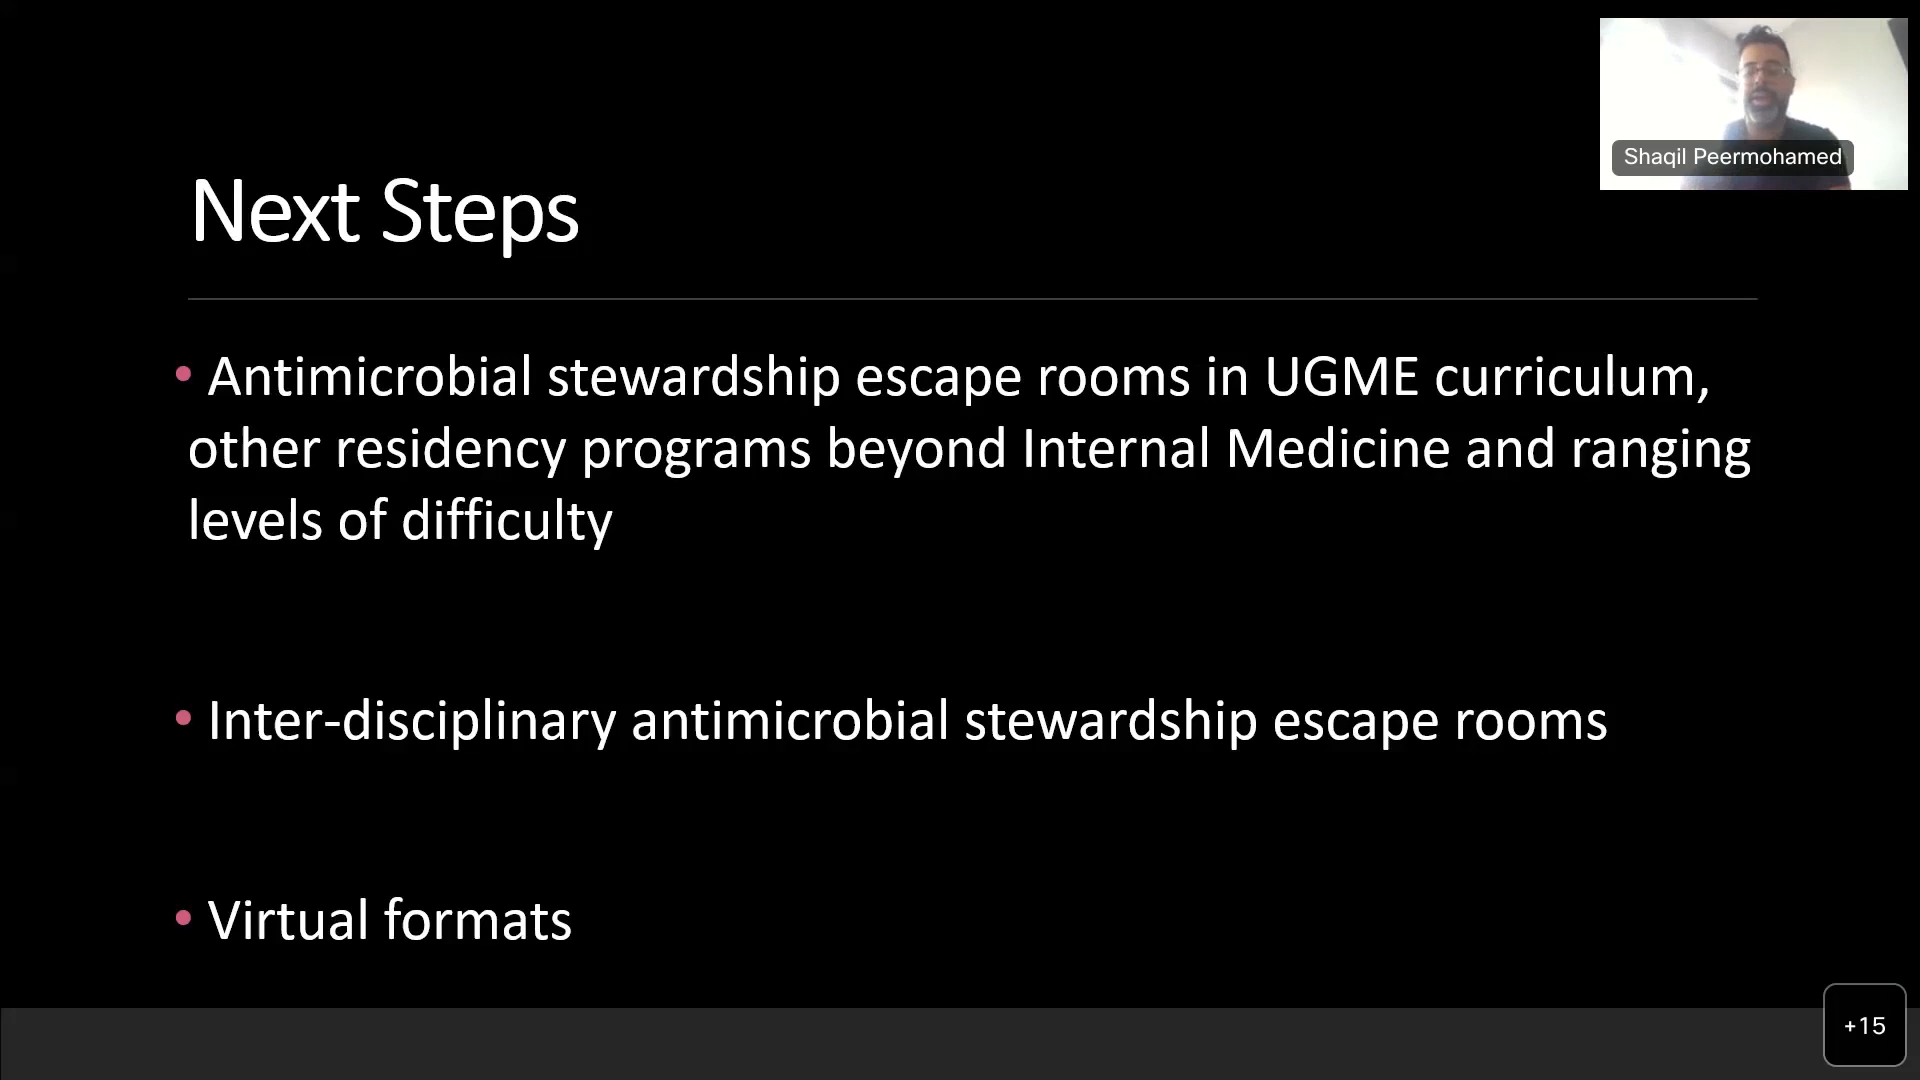 Shaqil Peermohamed
Next Steps
• Antimicrobial stewardship escape rooms in UGME curriculum,
other residency programs beyond Internal Medicine and ranging
levels of difficulty
• Inter-disciplinary antimicrobial stewardship escape rooms
• Virtual formats
+15